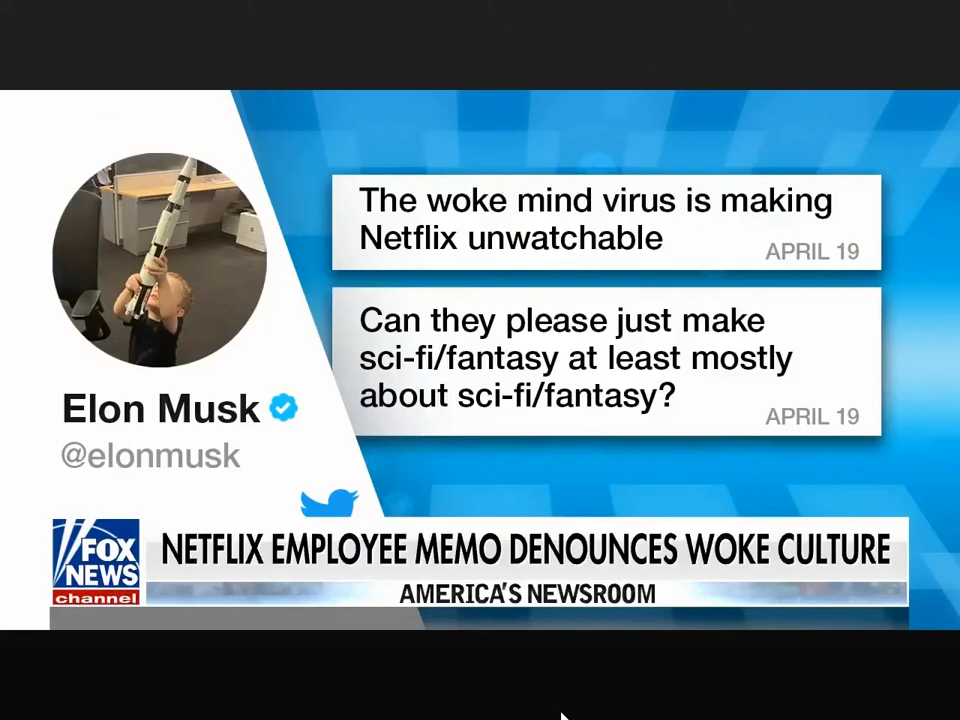 The woke mind virus is making
Netflix unwatchable
APRIL 19
Can they please just make
sci-fi/fantasy at least mostly
about sci-fi/fantasy?
APRIL 19
Elon Musk
@elonmusk
FOX
NEWS
channel
NETFLIX EMPLOYEE MEMO DENOUNCES WOKE CULTURE
AMERICA'S NEWSROOM